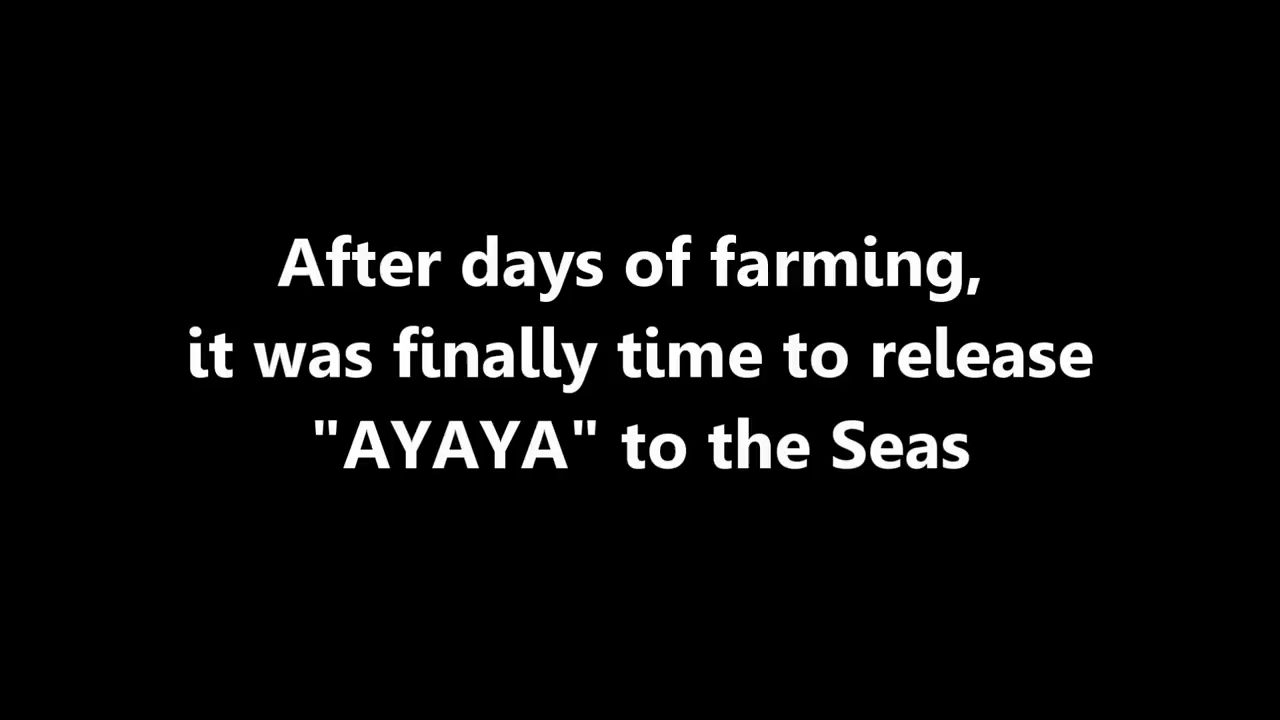 After days of farming,
it was finally time to release
"AYAYA" to the Seas